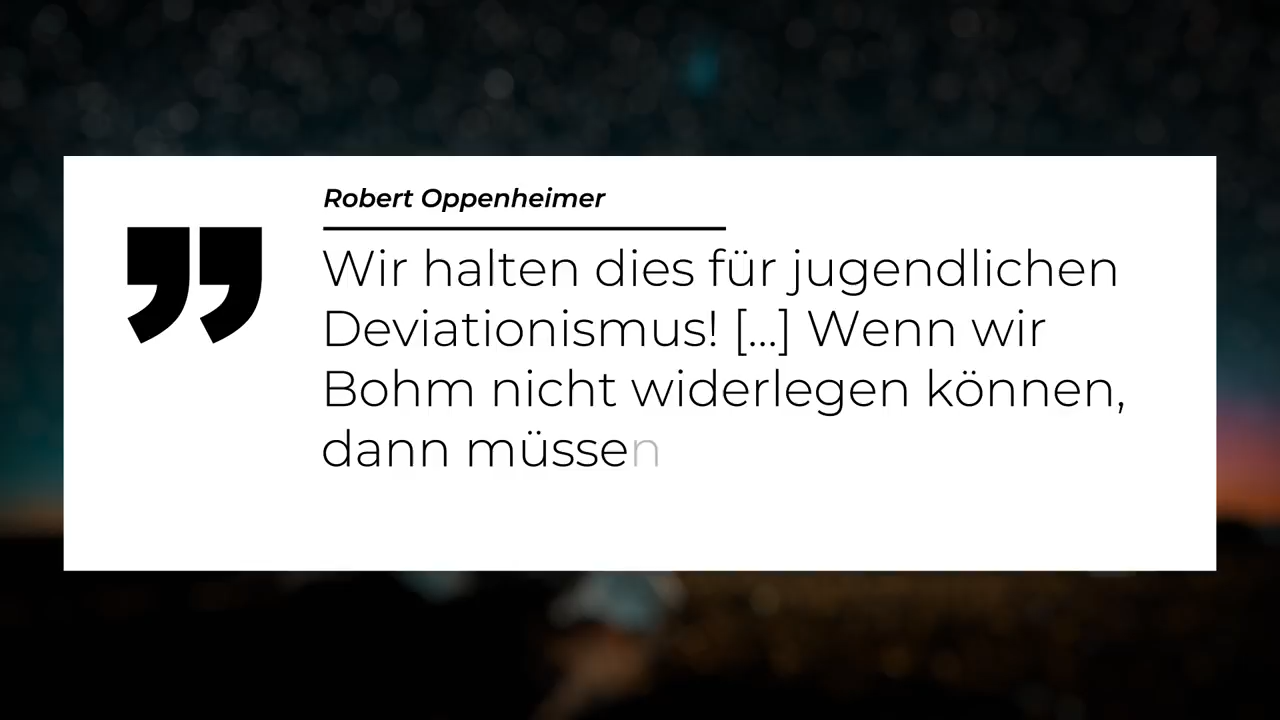 Robert Oppenheimer
Wir halten dies für jugendlichen
Deviationismus! [...] Wenn wir
Bohm nicht widerlegen können,
dann müssen